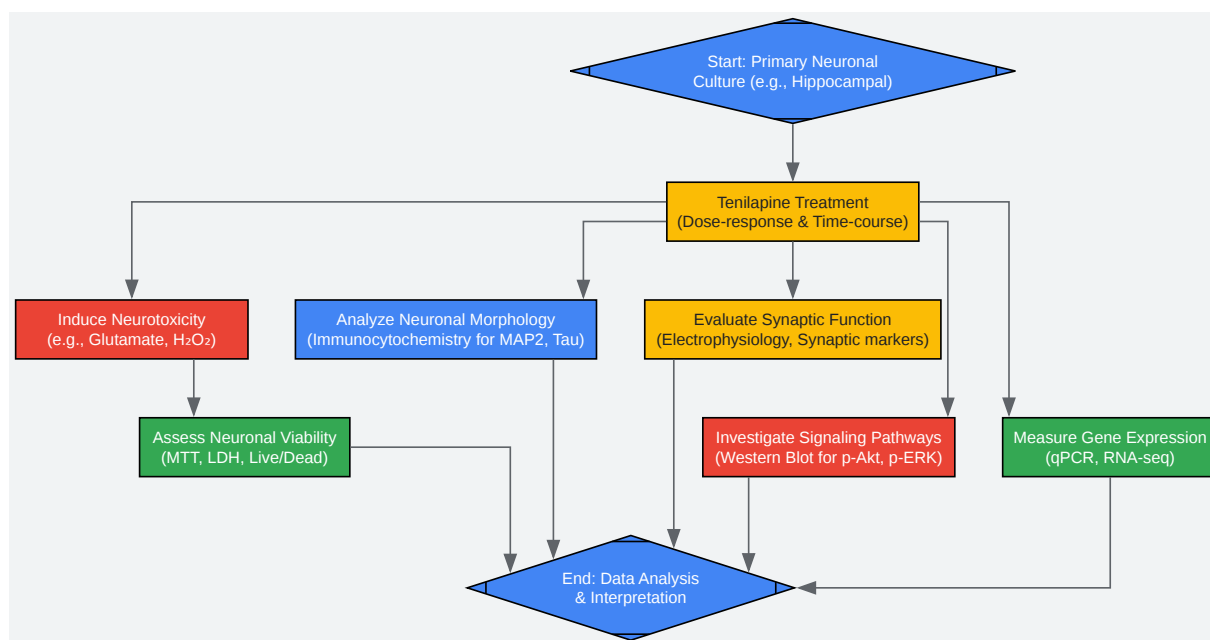 Start: Primary Neuronal
Culture (e.g., Hippocampal)
Tenilapine Treatment
(Dose-response & Time-course)
Induce Neurotoxicity
(e.g., Glutamate, H₂O₂)
Analyze Neuronal Morphology
(Immunocytochemistry for MAP2, Tau)
Evaluate Synaptic Function
(Electrophysiology, Synaptic markers)
Assess Neuronal Viability
(MTT, LDH, Live/Dead)
Investigate Signaling Pathways
(Western Blot for p-Akt, p-ERK)
Measure Gene Expression
(qPCR, RNA-seq)
End: Data Analysis
& Interpretation